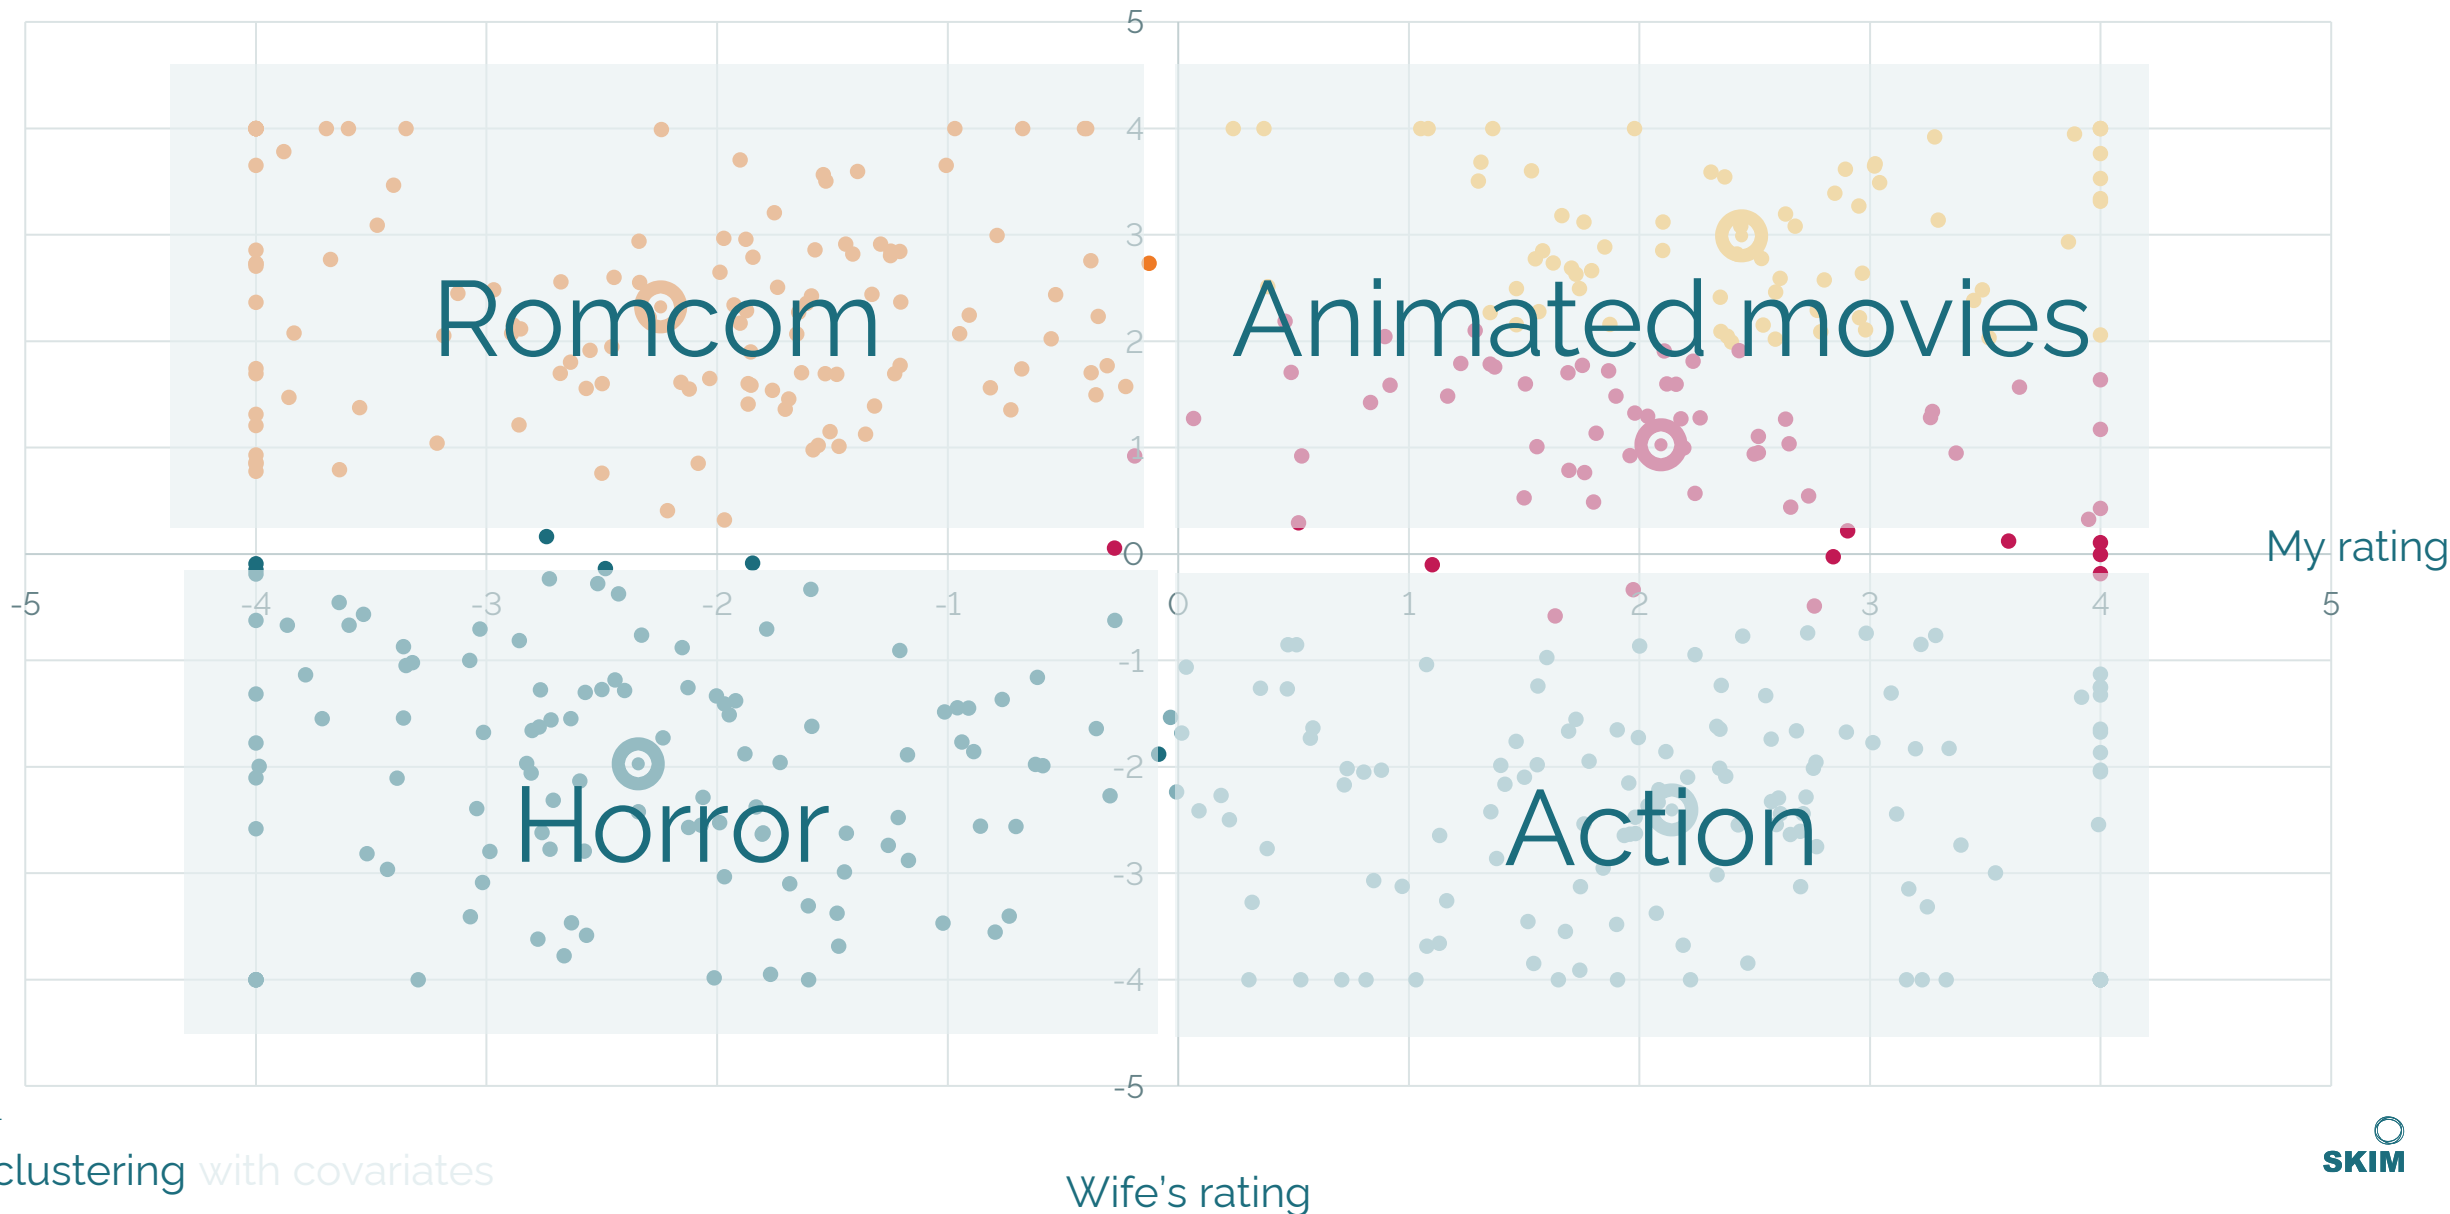 5
4
3
Romcom
Animated movies
2
1
0
My rating
-5
-4
-3
-2
-1
0
1
2
3
4
5
-1
-2
Horror
Action
-3
-4
-5
clustering with covariates
SKIM
Wife's rating